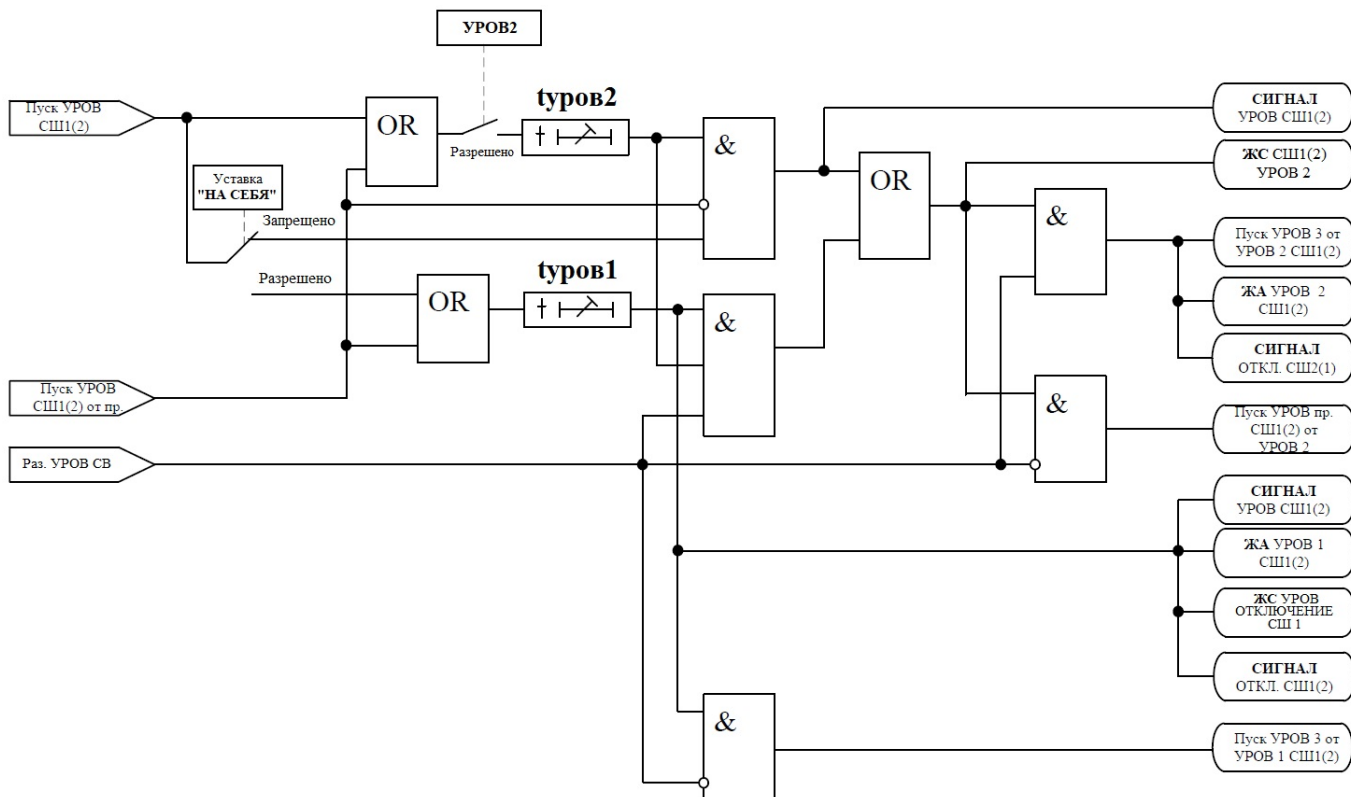 УРОВ2
Пуск УРОВ
СШ1(2)
OR
Разрешено
tуров2
&
СИГНАЛ
УРОВ СШ1(2)
ЖС СШ1(2)
УРОВ 2
OR
Уставка
"НА СЕБЯ"
Запрещено
&
Пуск УРОВ 3 от
УРОВ 2 СШ1(2)
Разрешено
OR
tуров1
&
ЖА УРОВ 2
СШ1(2)
СИГНАЛ
ОТКЛ. СШ2(1)
Пуск УРОВ
СШ1(2) от пр.
&
Пуск УРОВ пр.
СШ1(2) от
УРОВ 2
Раз. УРОВ СВ
СИГНАЛ
УРОВ СШ1(2)
ЖА УРОВ 1
СШ1(2)
ЖС УРОВ
ОТКЛЮЧЕНИЕ
СШ 1
СИГНАЛ
ОТКЛ. СШ1(2)
&
Пуск УРОВ 3 от
УРОВ 1 СШ1(2)